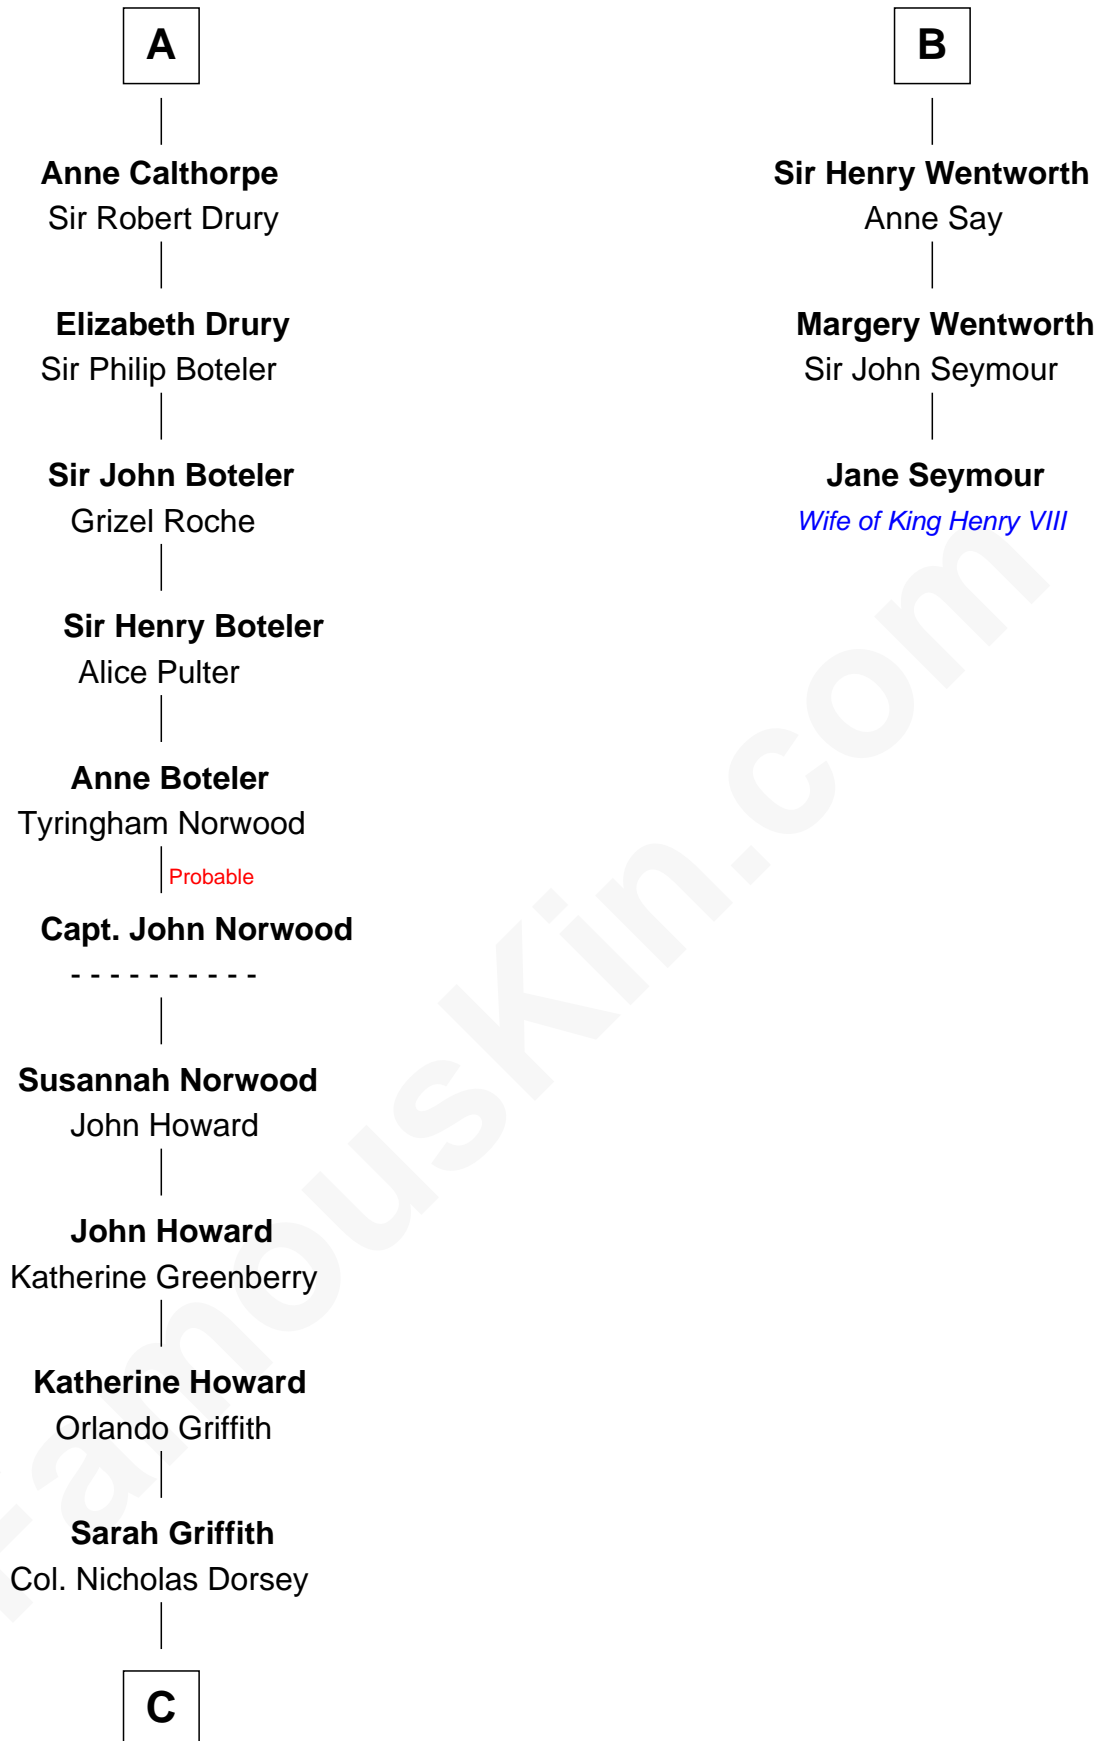 A
Anne Calthorpe
Sir Robert Drury
Elizabeth Drury
Sir Philip Boteler
Sir John Boteler
Grizel Roche
Sir Henry Boteler
Alice Pulter
Anne Boteler
Tyringham Norwood
Probable
Capt. John Norwood
- - - - - - - - - -
Susannah Norwood
John Howard
John Howard
Katherine Greenberry
Katherine Howard
Orlando Griffith
Sarah Griffith
Col. Nicholas Dorsey
C
B
Sir Henry Wentworth
Anne Say
Margery Wentworth
Sir John Seymour
Jane Seymour
Wife of King Henry VIII
FamousKin.com